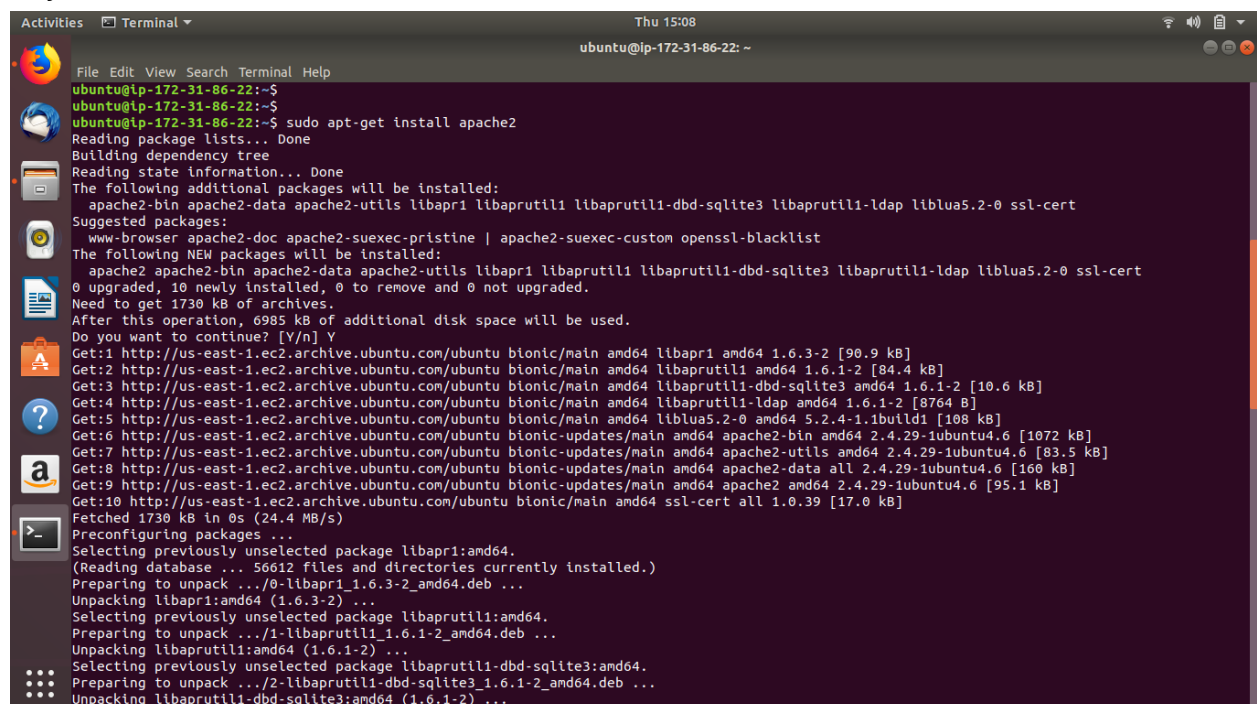 Activities Terminal Thu 15:08
ubuntu@ip-172-31-86-22: ~
File Edit View Search Terminal Help
ubuntu@ip-172-31-86-22:~$
ubuntu@ip-172-31-86-22:~$
ubuntu@ip-172-31-86-22:~$ sudo apt-get install apache2
Reading package lists... Done
Building dependency tree
Reading state information... Done
The following additional packages will be installed:
  apache2-bin apache2-data apache2-utils libapr1 libaprutil1 libaprutil1-dbd-sqlite3 libaprutil1-ldap liblua5.2-0 ssl-cert
Suggested packages:
  www-browser apache2-doc apache2-suexec-pristine | apache2-suexec-custom openssl-blacklist
The following NEW packages will be installed:
  apache2 apache2-bin apache2-data apache2-utils libapr1 libaprutil1 libaprutil1-dbd-sqlite3 libaprutil1-ldap liblua5.2-0 ssl-cert
0 upgraded, 10 newly installed, 0 to remove and 0 not upgraded.
Need to get 1730 kB of archives.
After this operation, 6985 kB of additional disk space will be used.
Do you want to continue? [Y/n] Y
Get:1 http://us-east-1.ec2.archive.ubuntu.com/ubuntu bionic/main amd64 libapr1 amd64 1.6.3-2 [90.9 kB]
Get:2 http://us-east-1.ec2.archive.ubuntu.com/ubuntu bionic/main amd64 libaprutil1 amd64 1.6.1-2 [84.4 kB]
Get:3 http://us-east-1.ec2.archive.ubuntu.com/ubuntu bionic/main amd64 libaprutil1-dbd-sqlite3 amd64 1.6.1-2 [10.6 kB]
Get:4 http://us-east-1.ec2.archive.ubuntu.com/ubuntu bionic/main amd64 libaprutil1-ldap amd64 1.6.1-2 [8764 B]
Get:5 http://us-east-1.ec2.archive.ubuntu.com/ubuntu bionic/main amd64 liblua5.2-0 amd64 5.2.4-1.1build1 [108 kB]
Get:6 http://us-east-1.ec2.archive.ubuntu.com/ubuntu bionic-updates/main amd64 apache2-bin amd64 2.4.29-1ubuntu4.6 [1072 kB]
Get:7 http://us-east-1.ec2.archive.ubuntu.com/ubuntu bionic-updates/main amd64 apache2-utils amd64 2.4.29-1ubuntu4.6 [83.5 kB]
Get:8 http://us-east-1.ec2.archive.ubuntu.com/ubuntu bionic-updates/main amd64 apache2-data all 2.4.29-1ubuntu4.6 [160 kB]
Get:9 http://us-east-1.ec2.archive.ubuntu.com/ubuntu bionic-updates/main amd64 apache2 amd64 2.4.29-1ubuntu4.6 [95.1 kB]
Get:10 http://us-east-1.ec2.archive.ubuntu.com/ubuntu bionic/main amd64 ssl-cert all 1.0.39 [17.0 kB]
Fetched 1730 kB in 0s (24.4 MB/s)
Preconfiguring packages ...
Selecting previously unselected package libapr1:amd64.
(Reading database ... 56612 files and directories currently installed.)
Preparing to unpack .../0-libapr1_1.6.3-2_amd64.deb ...
Unpacking libapr1:amd64 (1.6.3-2) ...
Selecting previously unselected package libaprutil1:amd64.
Preparing to unpack .../1-libaprutil1_1.6.1-2_amd64.deb ...
Unpacking libaprutil1:amd64 (1.6.1-2) ...
Selecting previously unselected package libaprutil1-dbd-sqlite3:amd64.
Preparing to unpack .../2-libaprutil1-dbd-sqlite3_1.6.1-2_amd64.deb ...
Unpacking libaprutil1-dbd-sqlite3:amd64 (1.6.1-2) ...